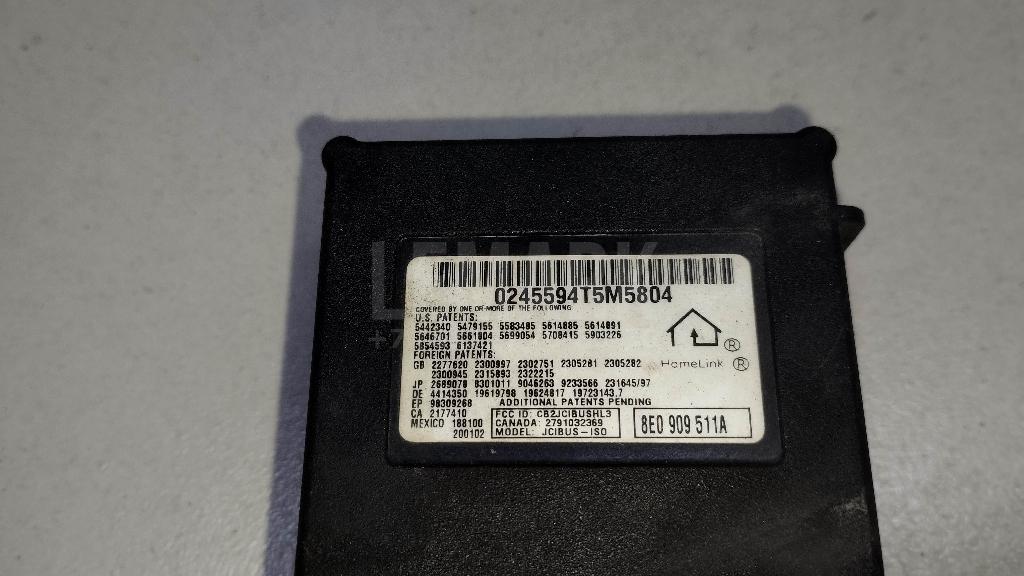 LEMARK
+7
0245594T5M5804
COVERED BY ONE OR MORE OF THE FOLLOWING
U.S. PATENTS:
5442340 5479155 5583485 5614885 5614891
5646701 5661804 5699054 5708415 5903226
5854593 6137421
FOREIGN PATENTS:
GB 2277620 2300997 2302751 2305281 2305282
2300945 2315893 2322215
JP 2689078 8301011 9046263 9233566 231645/97
DE 4414350 19619798 19624817 19723143.7
EP 98309268 ADDITIONAL PATENTS PENDING
CA 2177410
MEXICO 188100
200102
FCC ID: CB2JCIBUSHL3
CANADA: 2791032369
MODEL: JCIBUS-ISO
®
HomeLink ®
8E0 909 511A